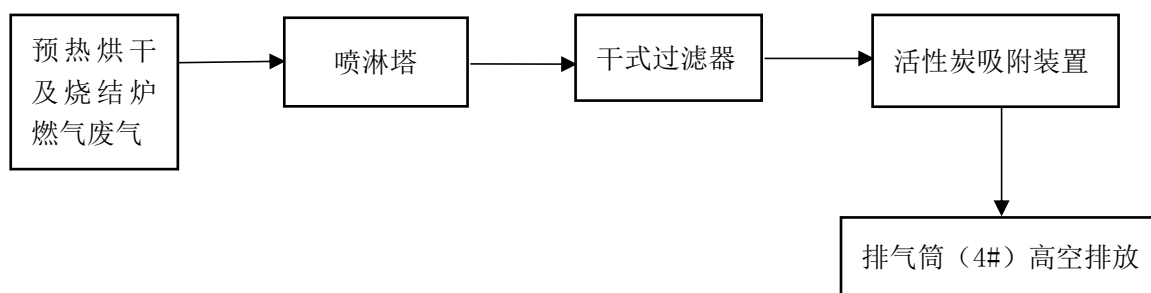 预热烘干
及烧结炉
燃气废气
喷淋塔
干式过滤器
活性炭吸附装置
排气筒（4#）高空排放